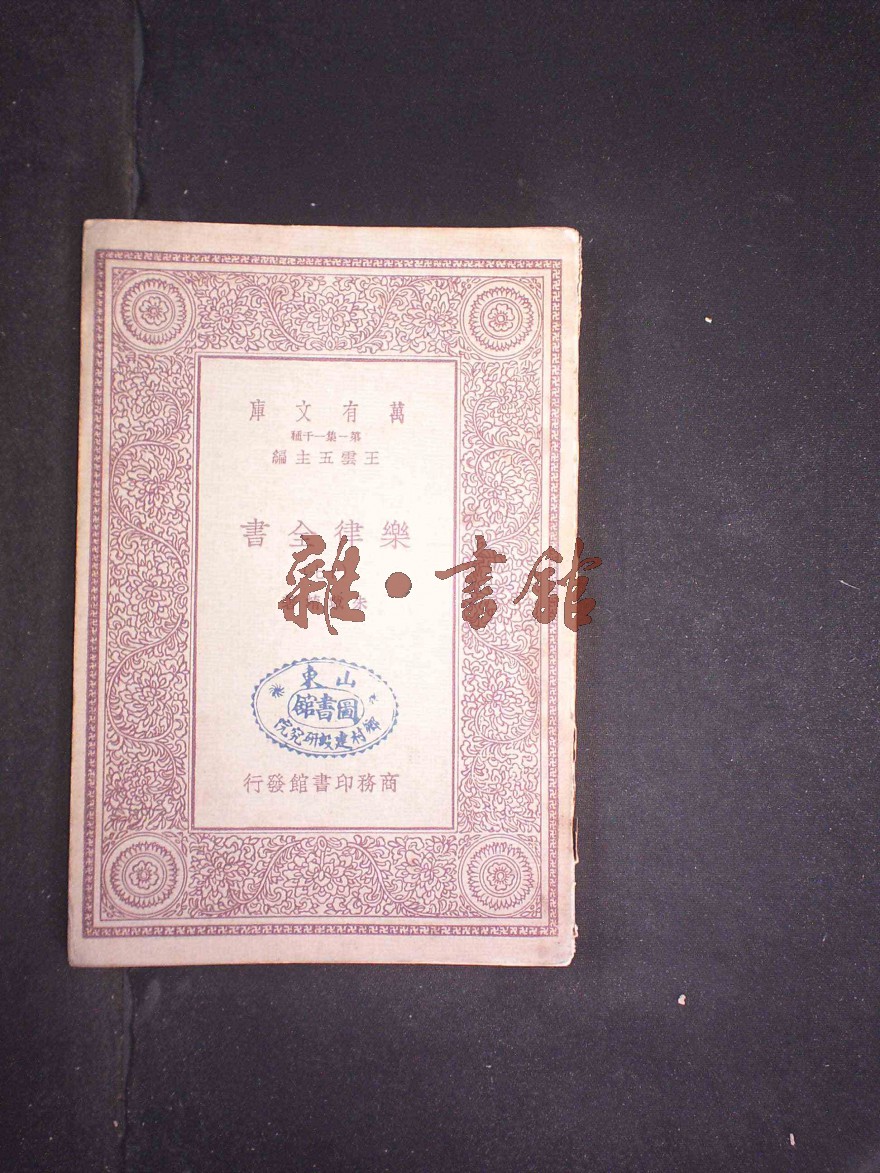 萬有文庫
第一集一千種
王雲五主編
樂律全書
雜·書館
朱
山東
圖書館
鄉村建設研究院
商務印書館發行